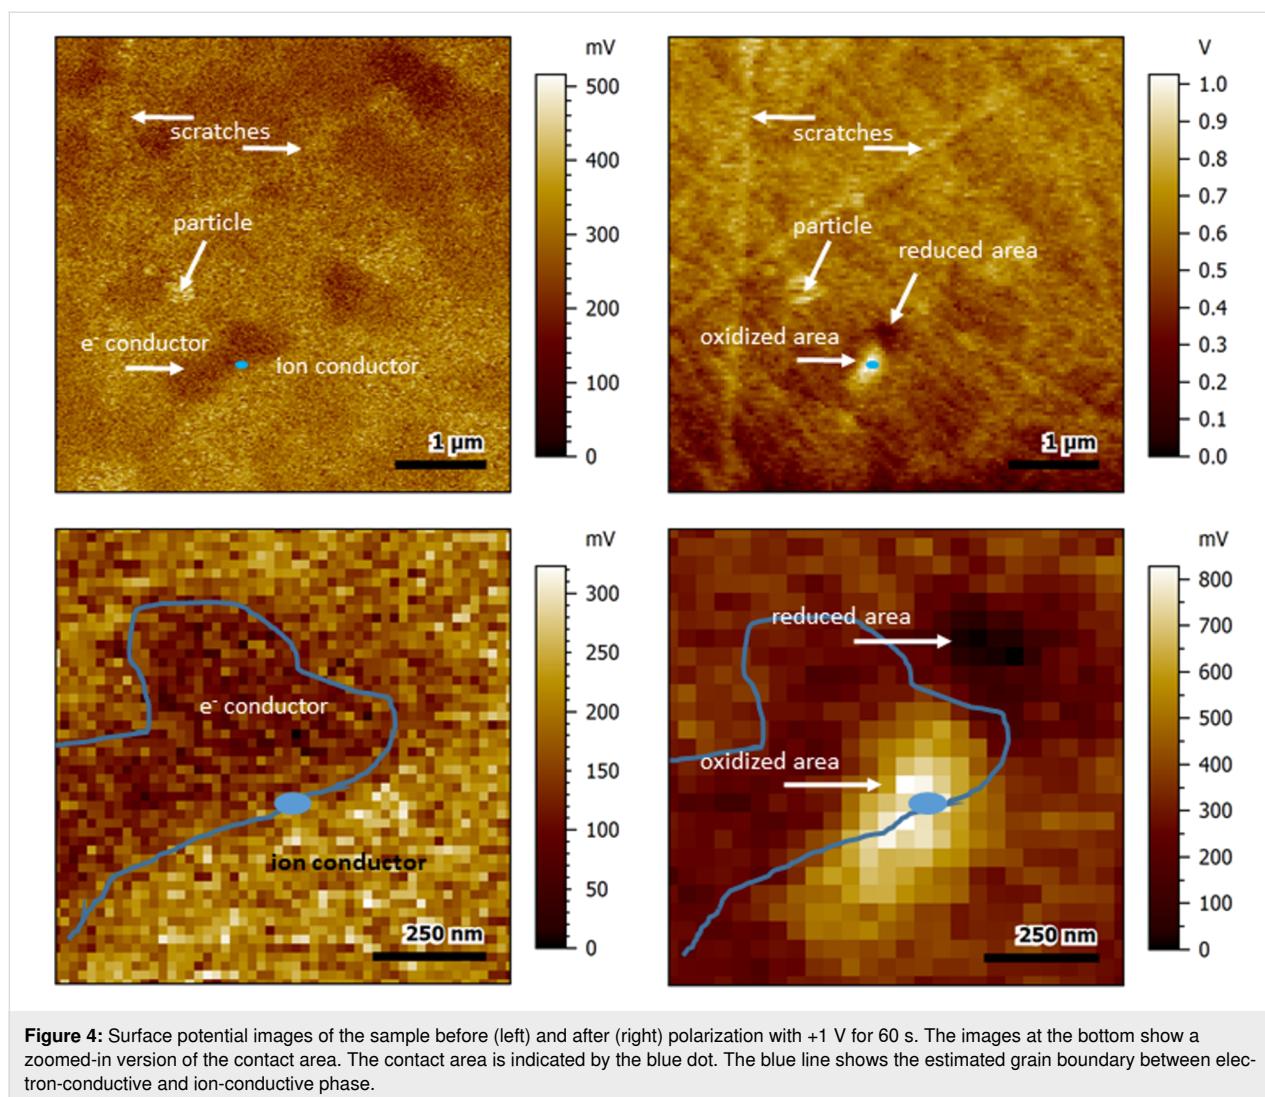 mV
500
400
300
200
100
0
scratches
particle
e- conductor
ion conductor
1 µm
V
1.0
0.9
0.8
0.7
0.6
0.5
0.4
0.3
0.2
0.1
0.0
scratches
particle
reduced area
oxidized area
1 µm
mV
300
250
200
150
100
50
0
e- conductor
ion conductor
250 nm
mV
800
700
600
500
400
300
200
100
0
reduced area
oxidized area
250 nm
Figure 4: Surface potential images of the sample before (left) and after (right) polarization with +1 V for 60 s. The images at the bottom show a
zoomed-in version of the contact area. The contact area is indicated by the blue dot. The blue line shows the estimated grain boundary between elec-
tron-conductive and ion-conductive phase.